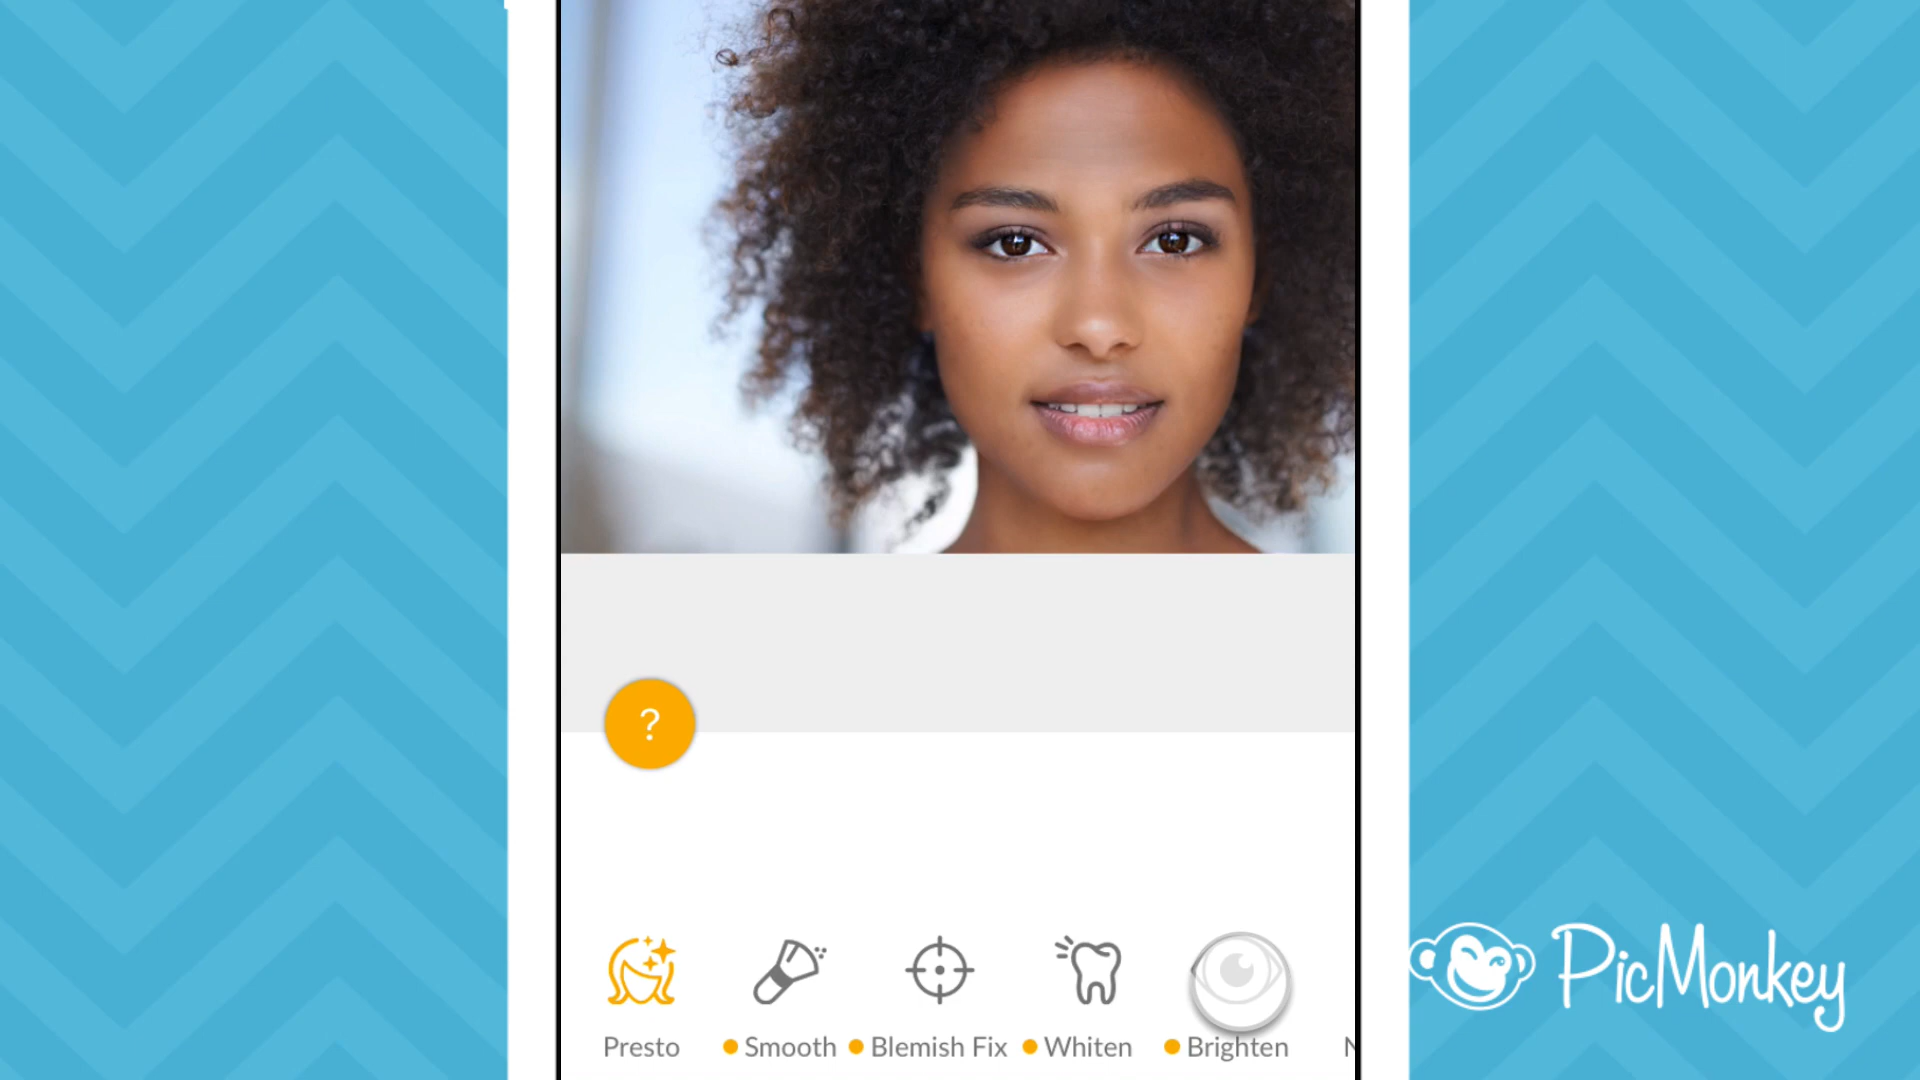 ?
Presto
Smooth
Blemish Fix
Whiten
Brighten
PicMonkey